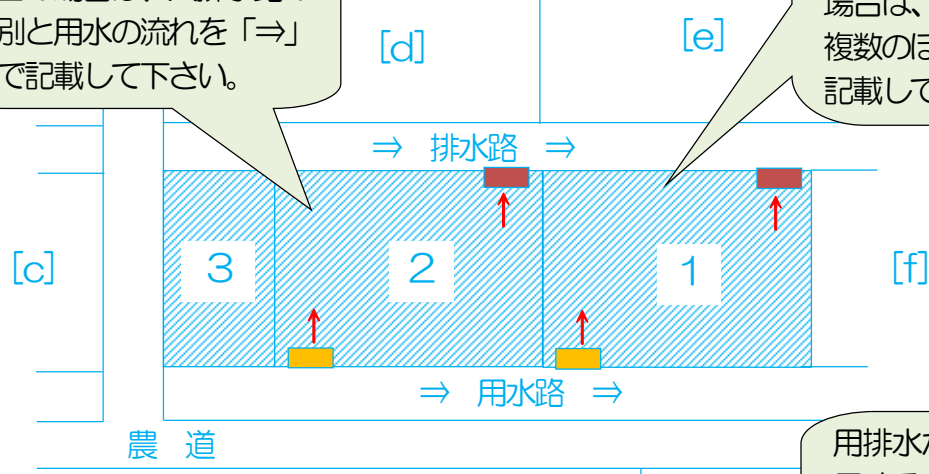 別と用水の流れを「⇒」
で記載して下さい。
[d]
[e]
場合は、
複数のほ
記載して
⇒ 排水路 ⇒
[c]
3
2
1
[f]
⇒ 用水路 ⇒
農 道
用排水